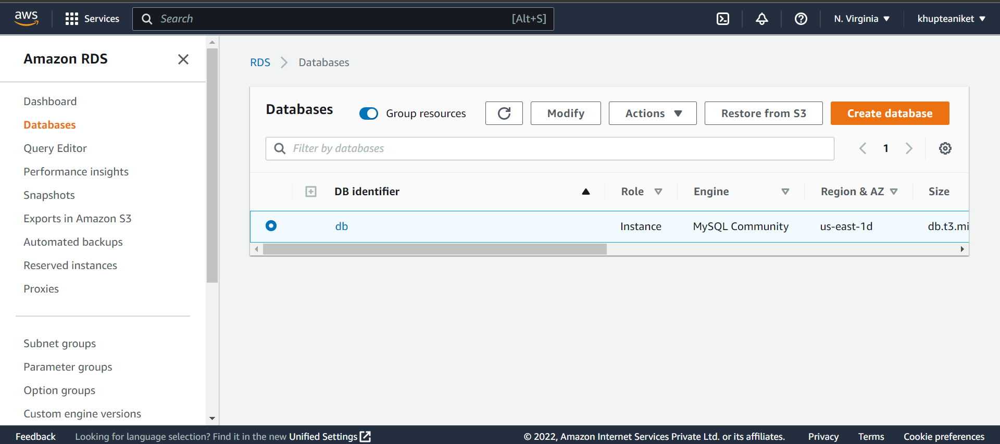 aws Services Search [Alt+S] N. Virginia khupteaniket
Amazon RDS
Dashboard
Databases
Query Editor
Performance insights
Snapshots
Exports in Amazon S3
Automated backups
Reserved instances
Proxies
Subnet groups
Parameter groups
Option groups
Custom engine versions
RDS Databases
Databases Group resources Modify Actions Restore from S3 Create database
Filter by databases 1
DB identifier Role Engine Region & AZ Size
db Instance MySQL Community us-east-1d db.t3.mi
Feedback Looking for language selection? Find it in the new Unified Settings © 2022, Amazon Internet Services Private Ltd. or its affiliates. Privacy Terms Cookie preferences